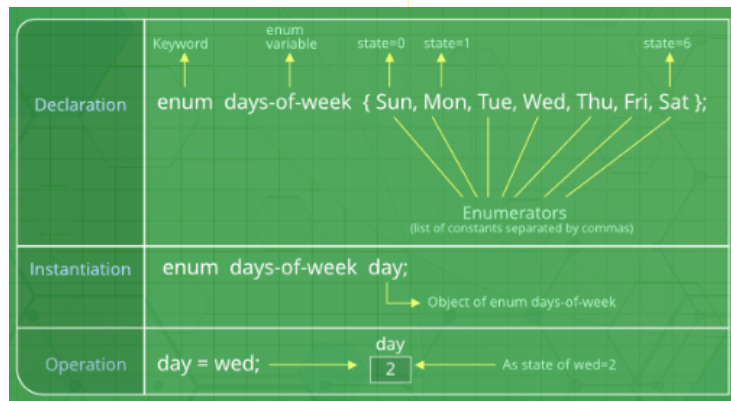 Keyword
enum
variable
state=0 state=1 state=6
Declaration enum days-of-week { Sun, Mon, Tue, Wed, Thu, Fri, Sat };
Enumerators
(list of constants separated by commas)
Instantiation enum days-of-week day;
Object of enum days-of-week
day
Operation day = wed; 2 As state of wed=2